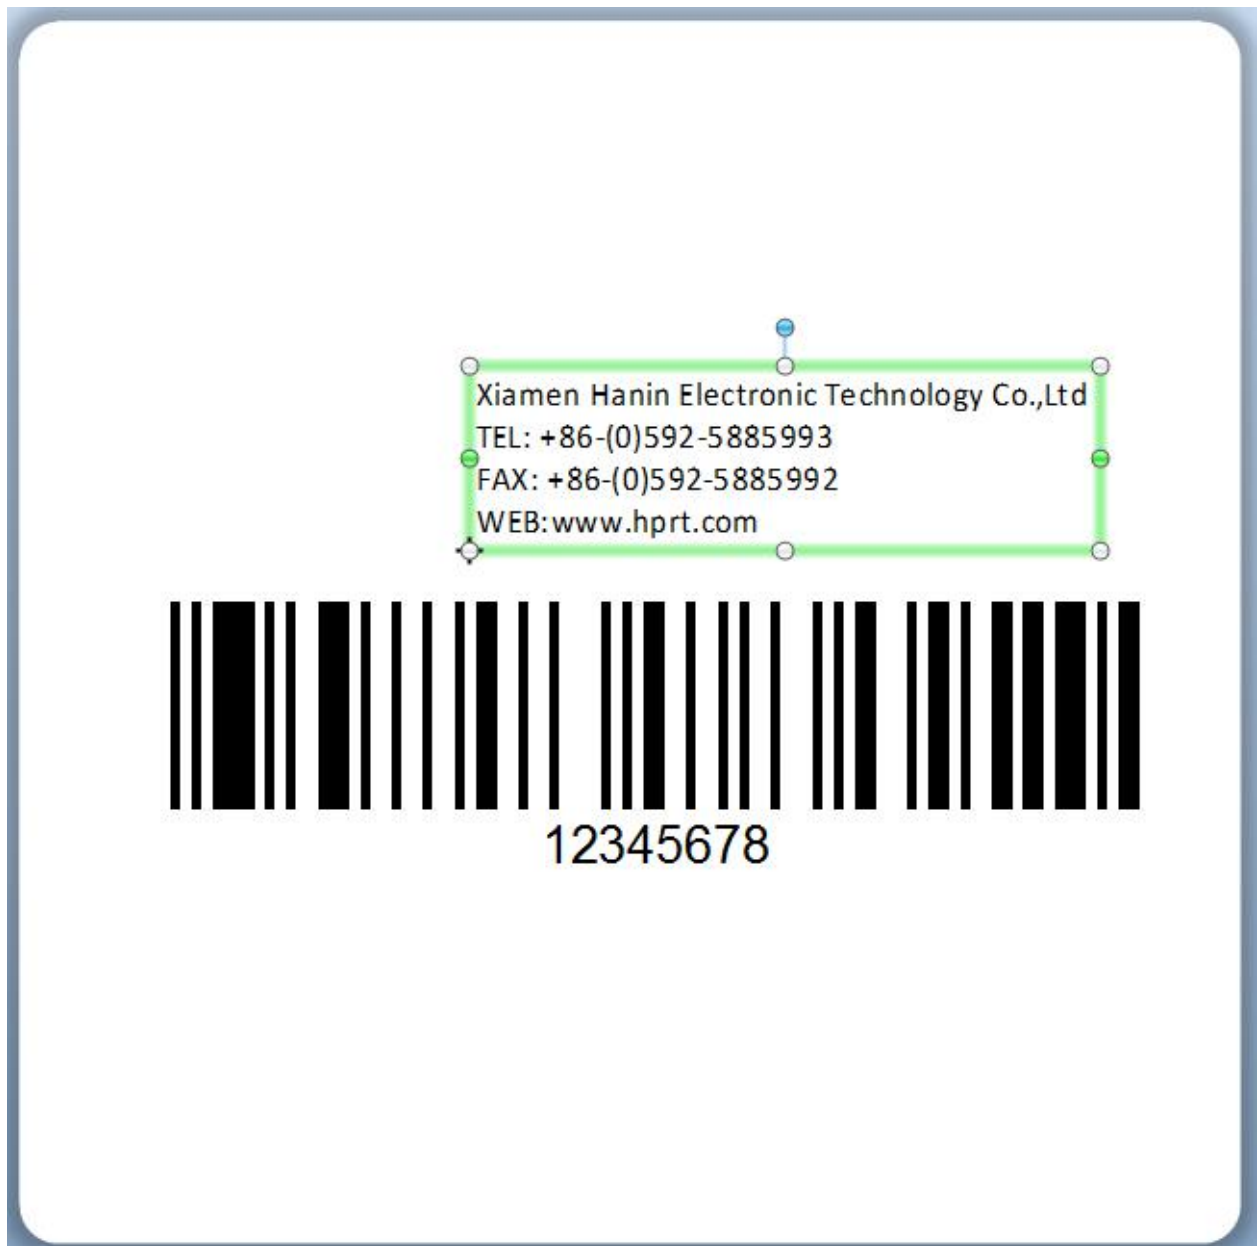 Xiamen Hanin Electronic Technology Co.,Ltd
TEL: +86-(0)592-5885993
FAX: +86-(0)592-5885992
WEB:www.hprt.com
12345678